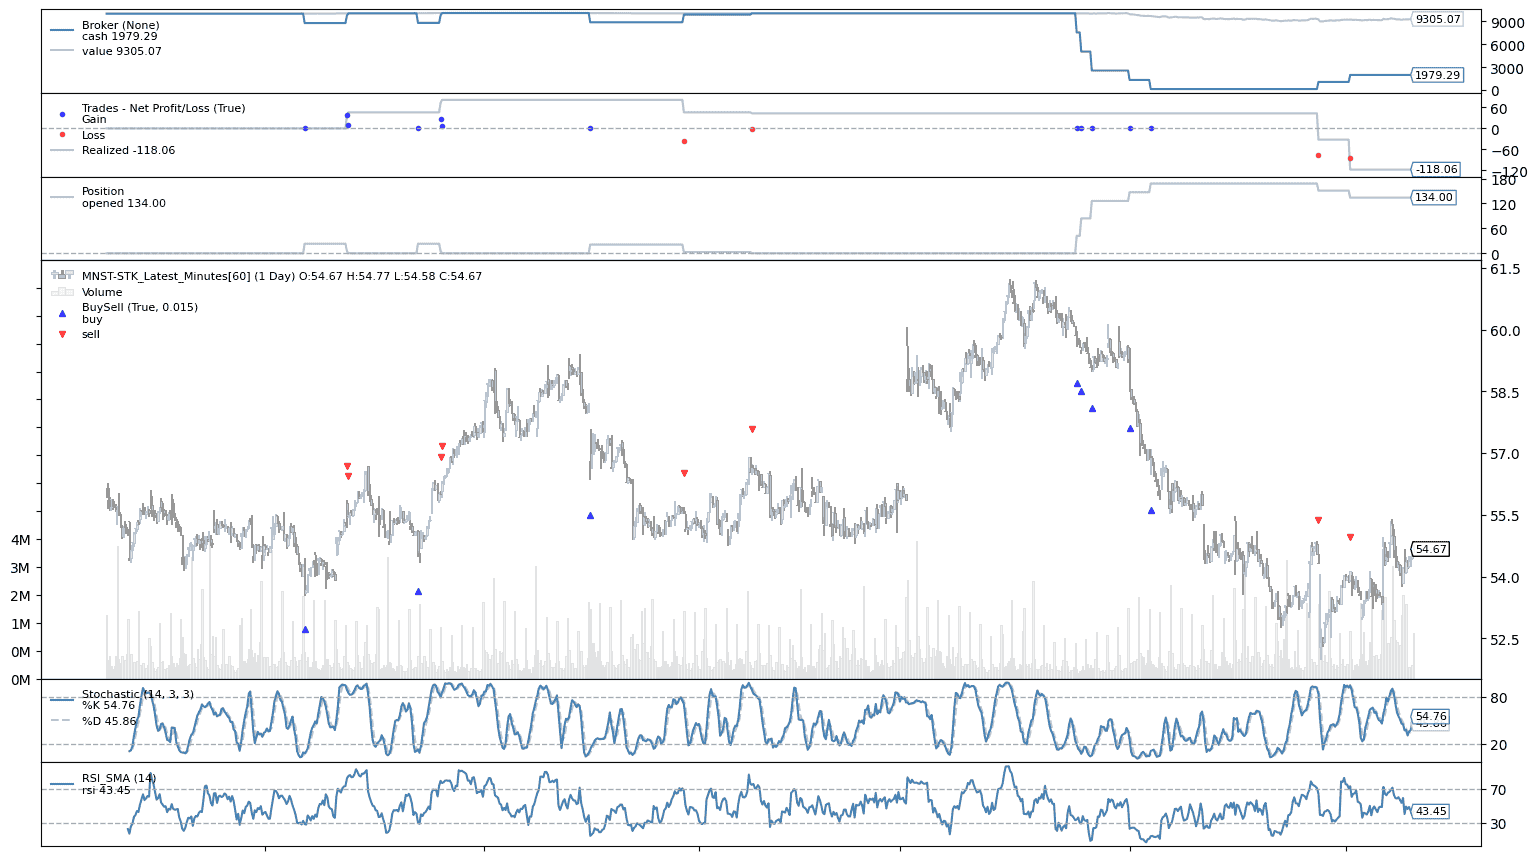 Broker (None)
cash 1979.29
value 9305.07
9305.07
9000
6000
3000
1979.29
0
Trades - Net Profit/Loss (True)
Gain
Loss
Realized -118.06
60
0
−60
−120
-118.06
Position
opened 134.00
180
134.00
120
60
0
MNST-STK_Latest_Minutes[60] (1 Day) O:54.67 H:54.77 L:54.58 C:54.67
Volume
BuySell (True, 0.015)
buy
sell
61.5
60.0
58.5
57.0
55.5
54.67
54.0
52.5
4M
3M
2M
1M
0M
0M
Stochastic (14, 3, 3)
%K 54.76
%D 45.86
80
54.76
45.86
20
RSI_SMA (14)
rsi 43.45
70
43.45
30